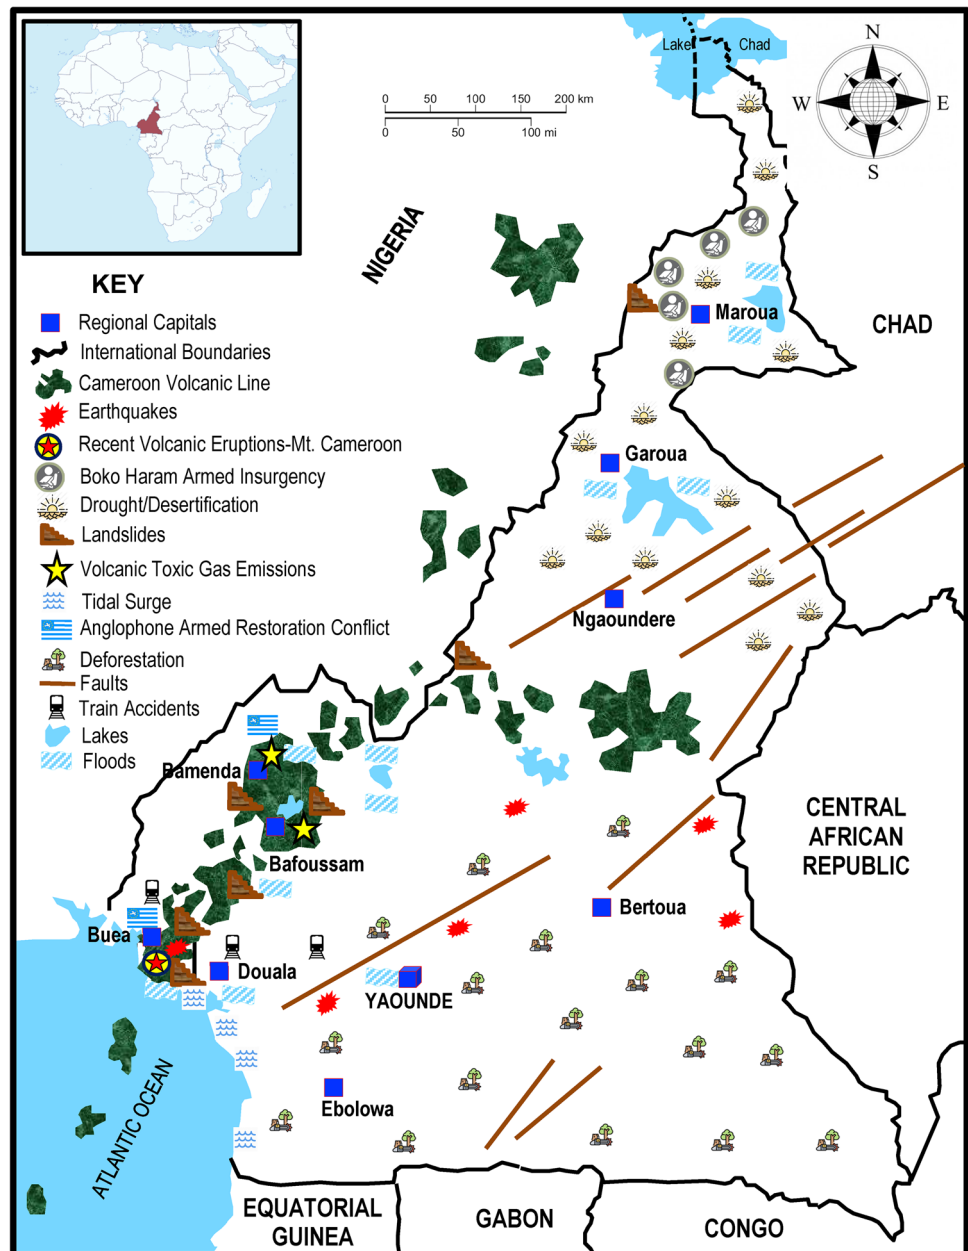 Lake Chad
N
W E
S
0 50 100 150 200 km
0 50 100 mi
NIGERIA
KEY
Regional Capitals
International Boundaries
Cameroon Volcanic Line
Earthquakes
Recent Volcanic Eruptions-Mt. Cameroon
Boko Haram Armed Insurgency
Drought/Desertification
Landslides
Volcanic Toxic Gas Emissions
Tidal Surge
Anglophone Armed Restoration Conflict
Deforestation
Faults
Train Accidents
Lakes
Floods
Maroua
CHAD
Garoua
Ngaoundere
Bamenda
Bafoussam
CENTRAL
AFRICAN
REPUBLIC
Bertoua
Buea
Douala
YAOUNDE
Ebolowa
ATLANTIC OCEAN
EQUATORIAL
GUINEA
GABON
CONGO